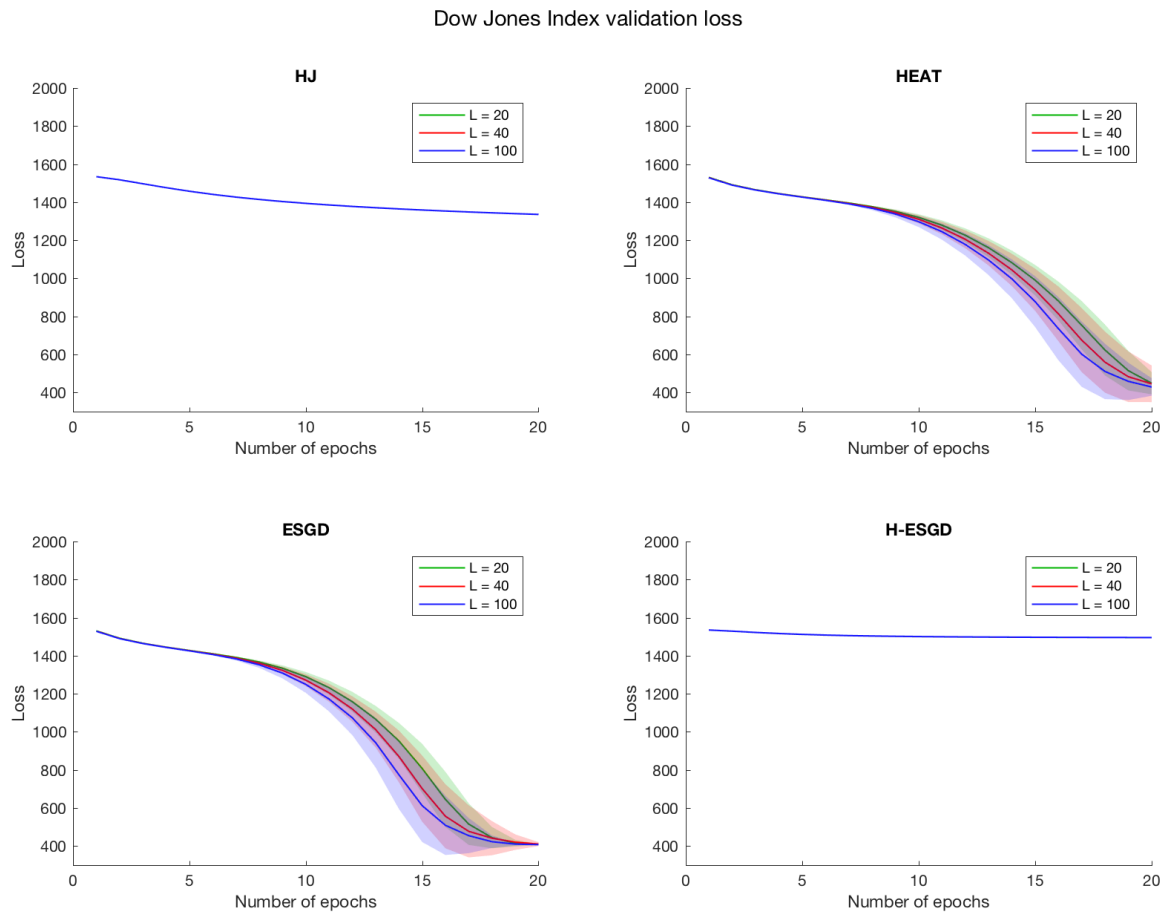 Dow Jones Index validation loss
HJ
2000
1800
1600
1400
1200
1000
800
600
400
0 5 10 15 20
Loss
Number of epochs
L = 20
L = 40
L = 100
HEAT
2000
1800
1600
1400
1200
1000
800
600
400
0 5 10 15 20
Loss
Number of epochs
L = 20
L = 40
L = 100
ESGD
2000
1800
1600
1400
1200
1000
800
600
400
0 5 10 15 20
Loss
Number of epochs
L = 20
L = 40
L = 100
H-ESGD
2000
1800
1600
1400
1200
1000
800
600
400
0 5 10 15 20
Loss
Number of epochs
L = 20
L = 40
L = 100